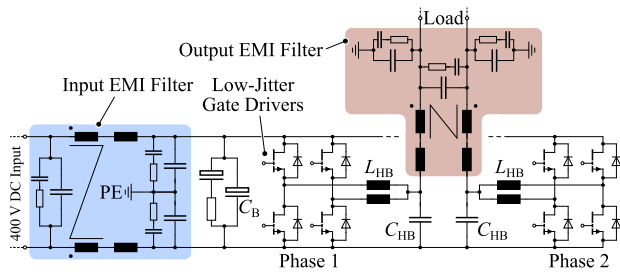 Load
Output EMI Filter
Input EMI Filter
Low-Jitter
Gate Drivers
400 V DC Input
PE
C_B
L_HB
L_HB
C_HB
C_HB
Phase 1
Phase 2